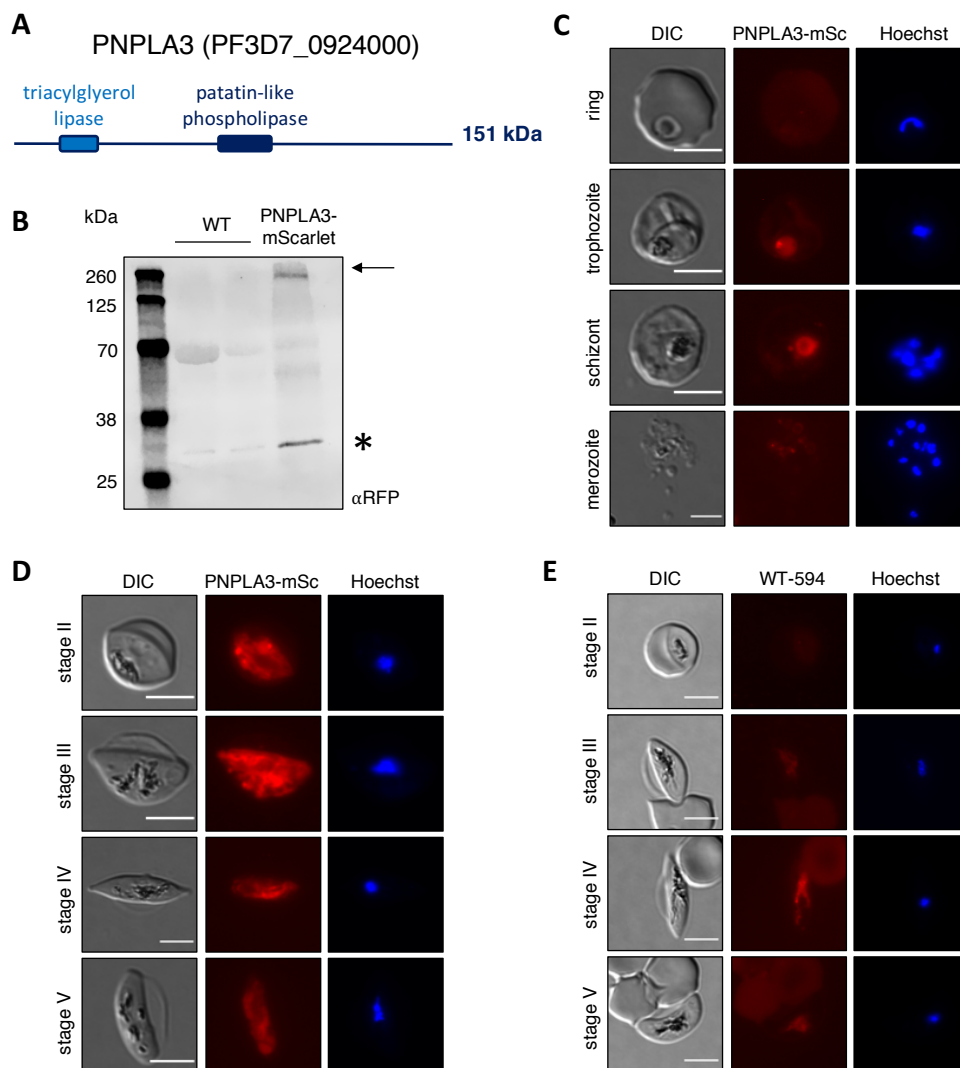 A
PNPLA3 (PF3D7_0924000)
triacylglyerol
lipase
patatin-like
phospholipase
151 kDa
B
kDa
WT
PNPLA3-
mScarlet
260
125
70
38
25
*
αRFP
C
DIC
PNPLA3-mSc
Hoechst
ring
trophozoite
schizont
merozoite
D
DIC
PNPLA3-mSc
Hoechst
stage II
stage III
stage IV
stage V
E
DIC
WT-594
Hoechst
stage II
stage III
stage IV
stage V